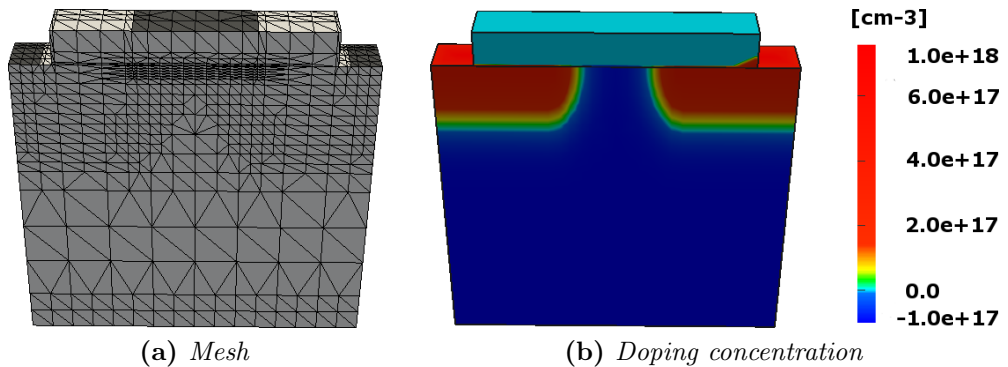 [cm-3]
1.0e+18
6.0e+17
4.0e+17
2.0e+17
0.0
-1.0e+17
(a) Mesh
(b) Doping concentration